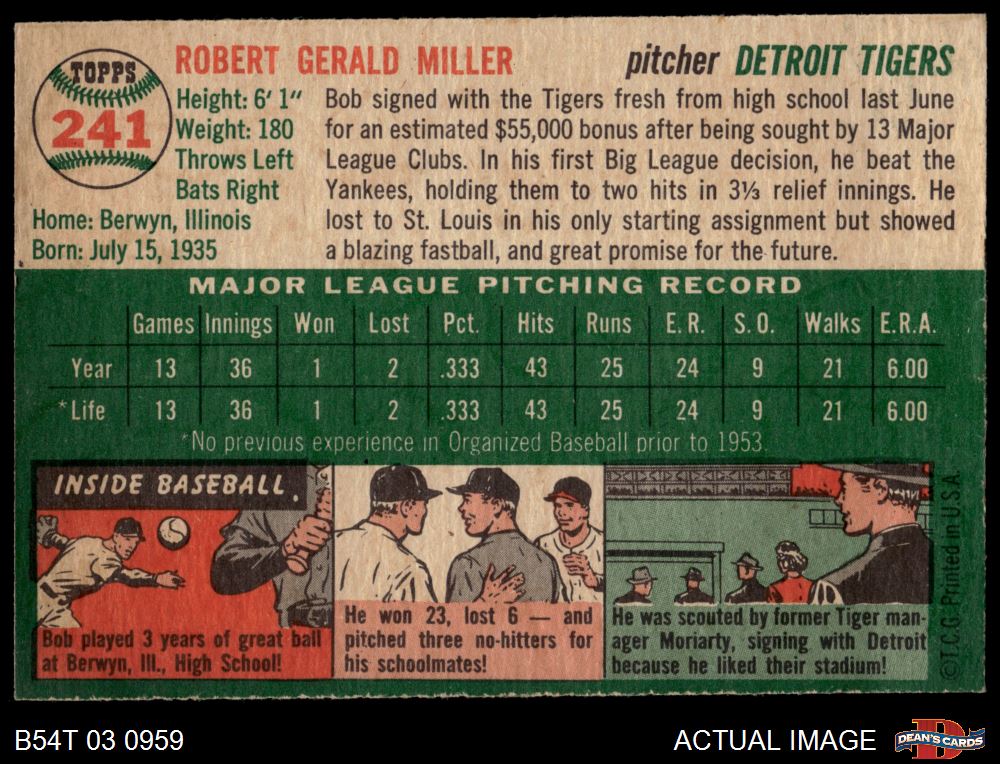 TOPPS
241
ROBERT GERALD MILLER pitcher DETROIT TIGERS
Height: 6' 1"
Weight: 180
Throws Left
Bats Right
Home: Berwyn, Illinois
Born: July 15, 1935
Bob signed with the Tigers fresh from high school last June
for an estimated $55,000 bonus after being sought by 13 Major
League Clubs. In his first Big League decision, he beat the
Yankees, holding them to two hits in 3⅓ relief innings. He
lost to St. Louis in his only starting assignment but showed
a blazing fastball, and great promise for the future.
MAJOR LEAGUE PITCHING RECORD
Games Innings Won Lost Pct. Hits Runs E.R. S.O. Walks E.R.A.
Year 13 36 1 2 .333 43 25 24 9 21 6.00
*Life 13 36 1 2 .333 43 25 24 9 21 6.00
*No previous experience in Organized Baseball prior to 1953
INSIDE BASEBALL.
Bob played 3 years of great ball
at Berwyn, Ill., High School!
He won 23, lost 6 — and
pitched three no-hitters for
his schoolmates!
He was scouted by former Tiger man-
ager Moriarty, signing with Detroit
because he liked their stadium!
©T.C.G. Printed in U.S.A.
B54T 03 0959
ACTUAL IMAGE
DEAN'S CARDS